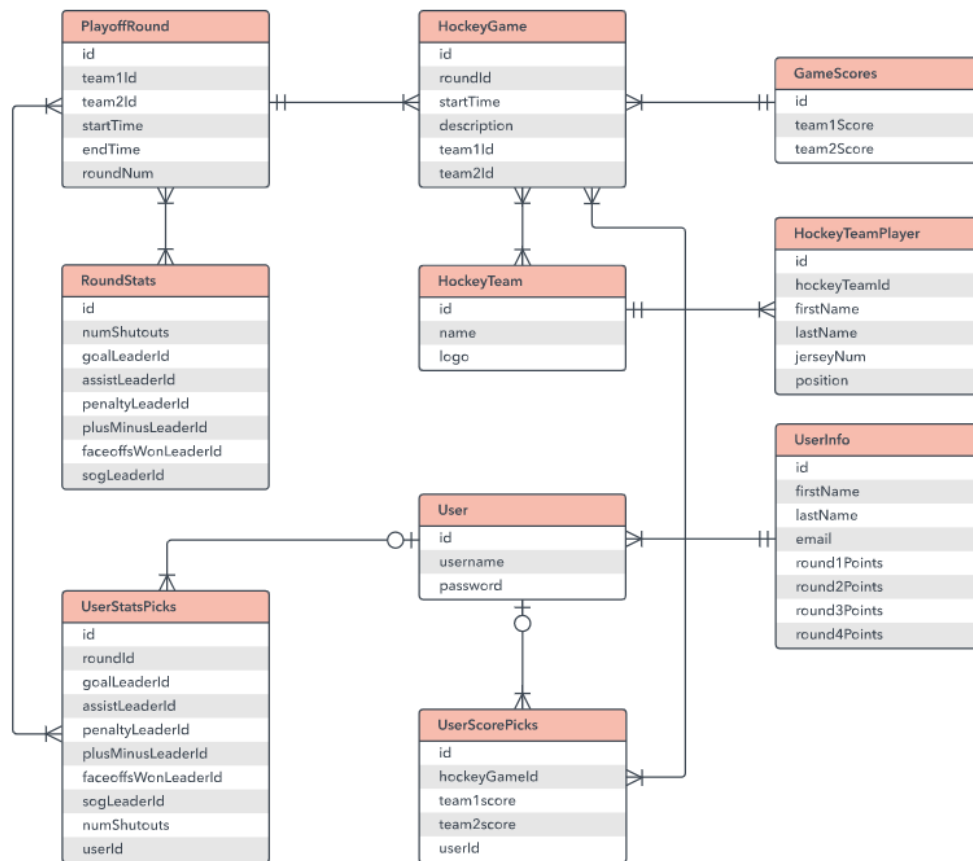 PlayoffRound
id
team1Id
team2Id
startTime
endTime
roundNum
HockeyGame
id
roundId
startTime
description
team1Id
team2Id
GameScores
id
team1Score
team2Score
RoundStats
id
numShutouts
goalLeaderId
assistLeaderId
penaltyLeaderId
plusMinusLeaderId
faceoffsWonLeaderId
sogLeaderId
HockeyTeam
id
name
logo
HockeyTeamPlayer
id
hockeyTeamId
firstName
lastName
jerseyNum
position
UserInfo
id
firstName
lastName
email
round1Points
round2Points
round3Points
round4Points
User
id
username
password
UserStatsPicks
id
roundId
goalLeaderId
assistLeaderId
penaltyLeaderId
plusMinusLeaderId
faceoffsWonLeaderId
sogLeaderId
numShutouts
userId
UserScorePicks
id
hockeyGameId
team1score
team2score
userId